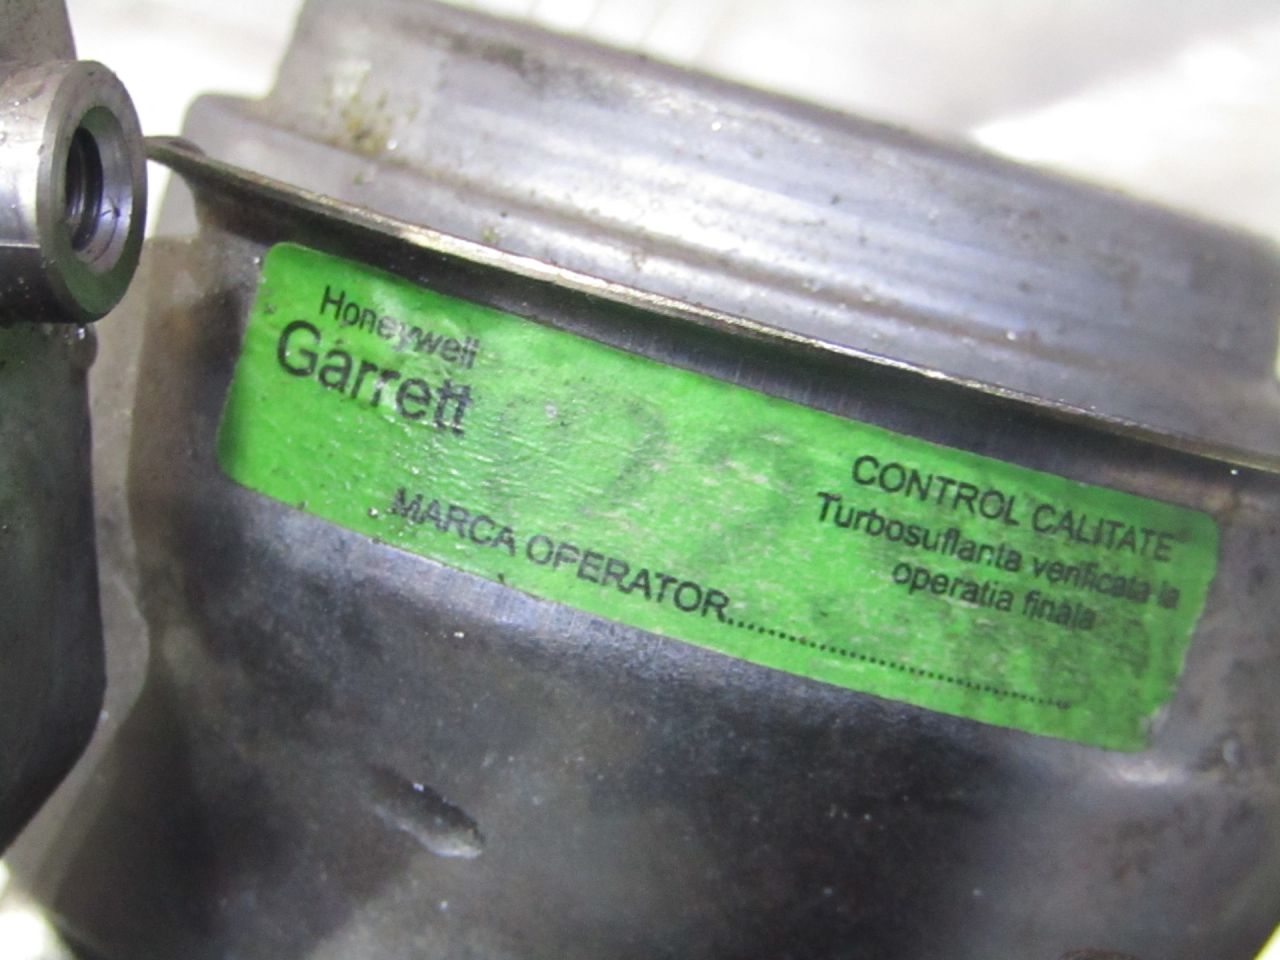 Honeywell
Garrett
CONTROL CALITATE
Turbosuflanta verificata la
operatia finala
MARCA OPERATOR...............................................